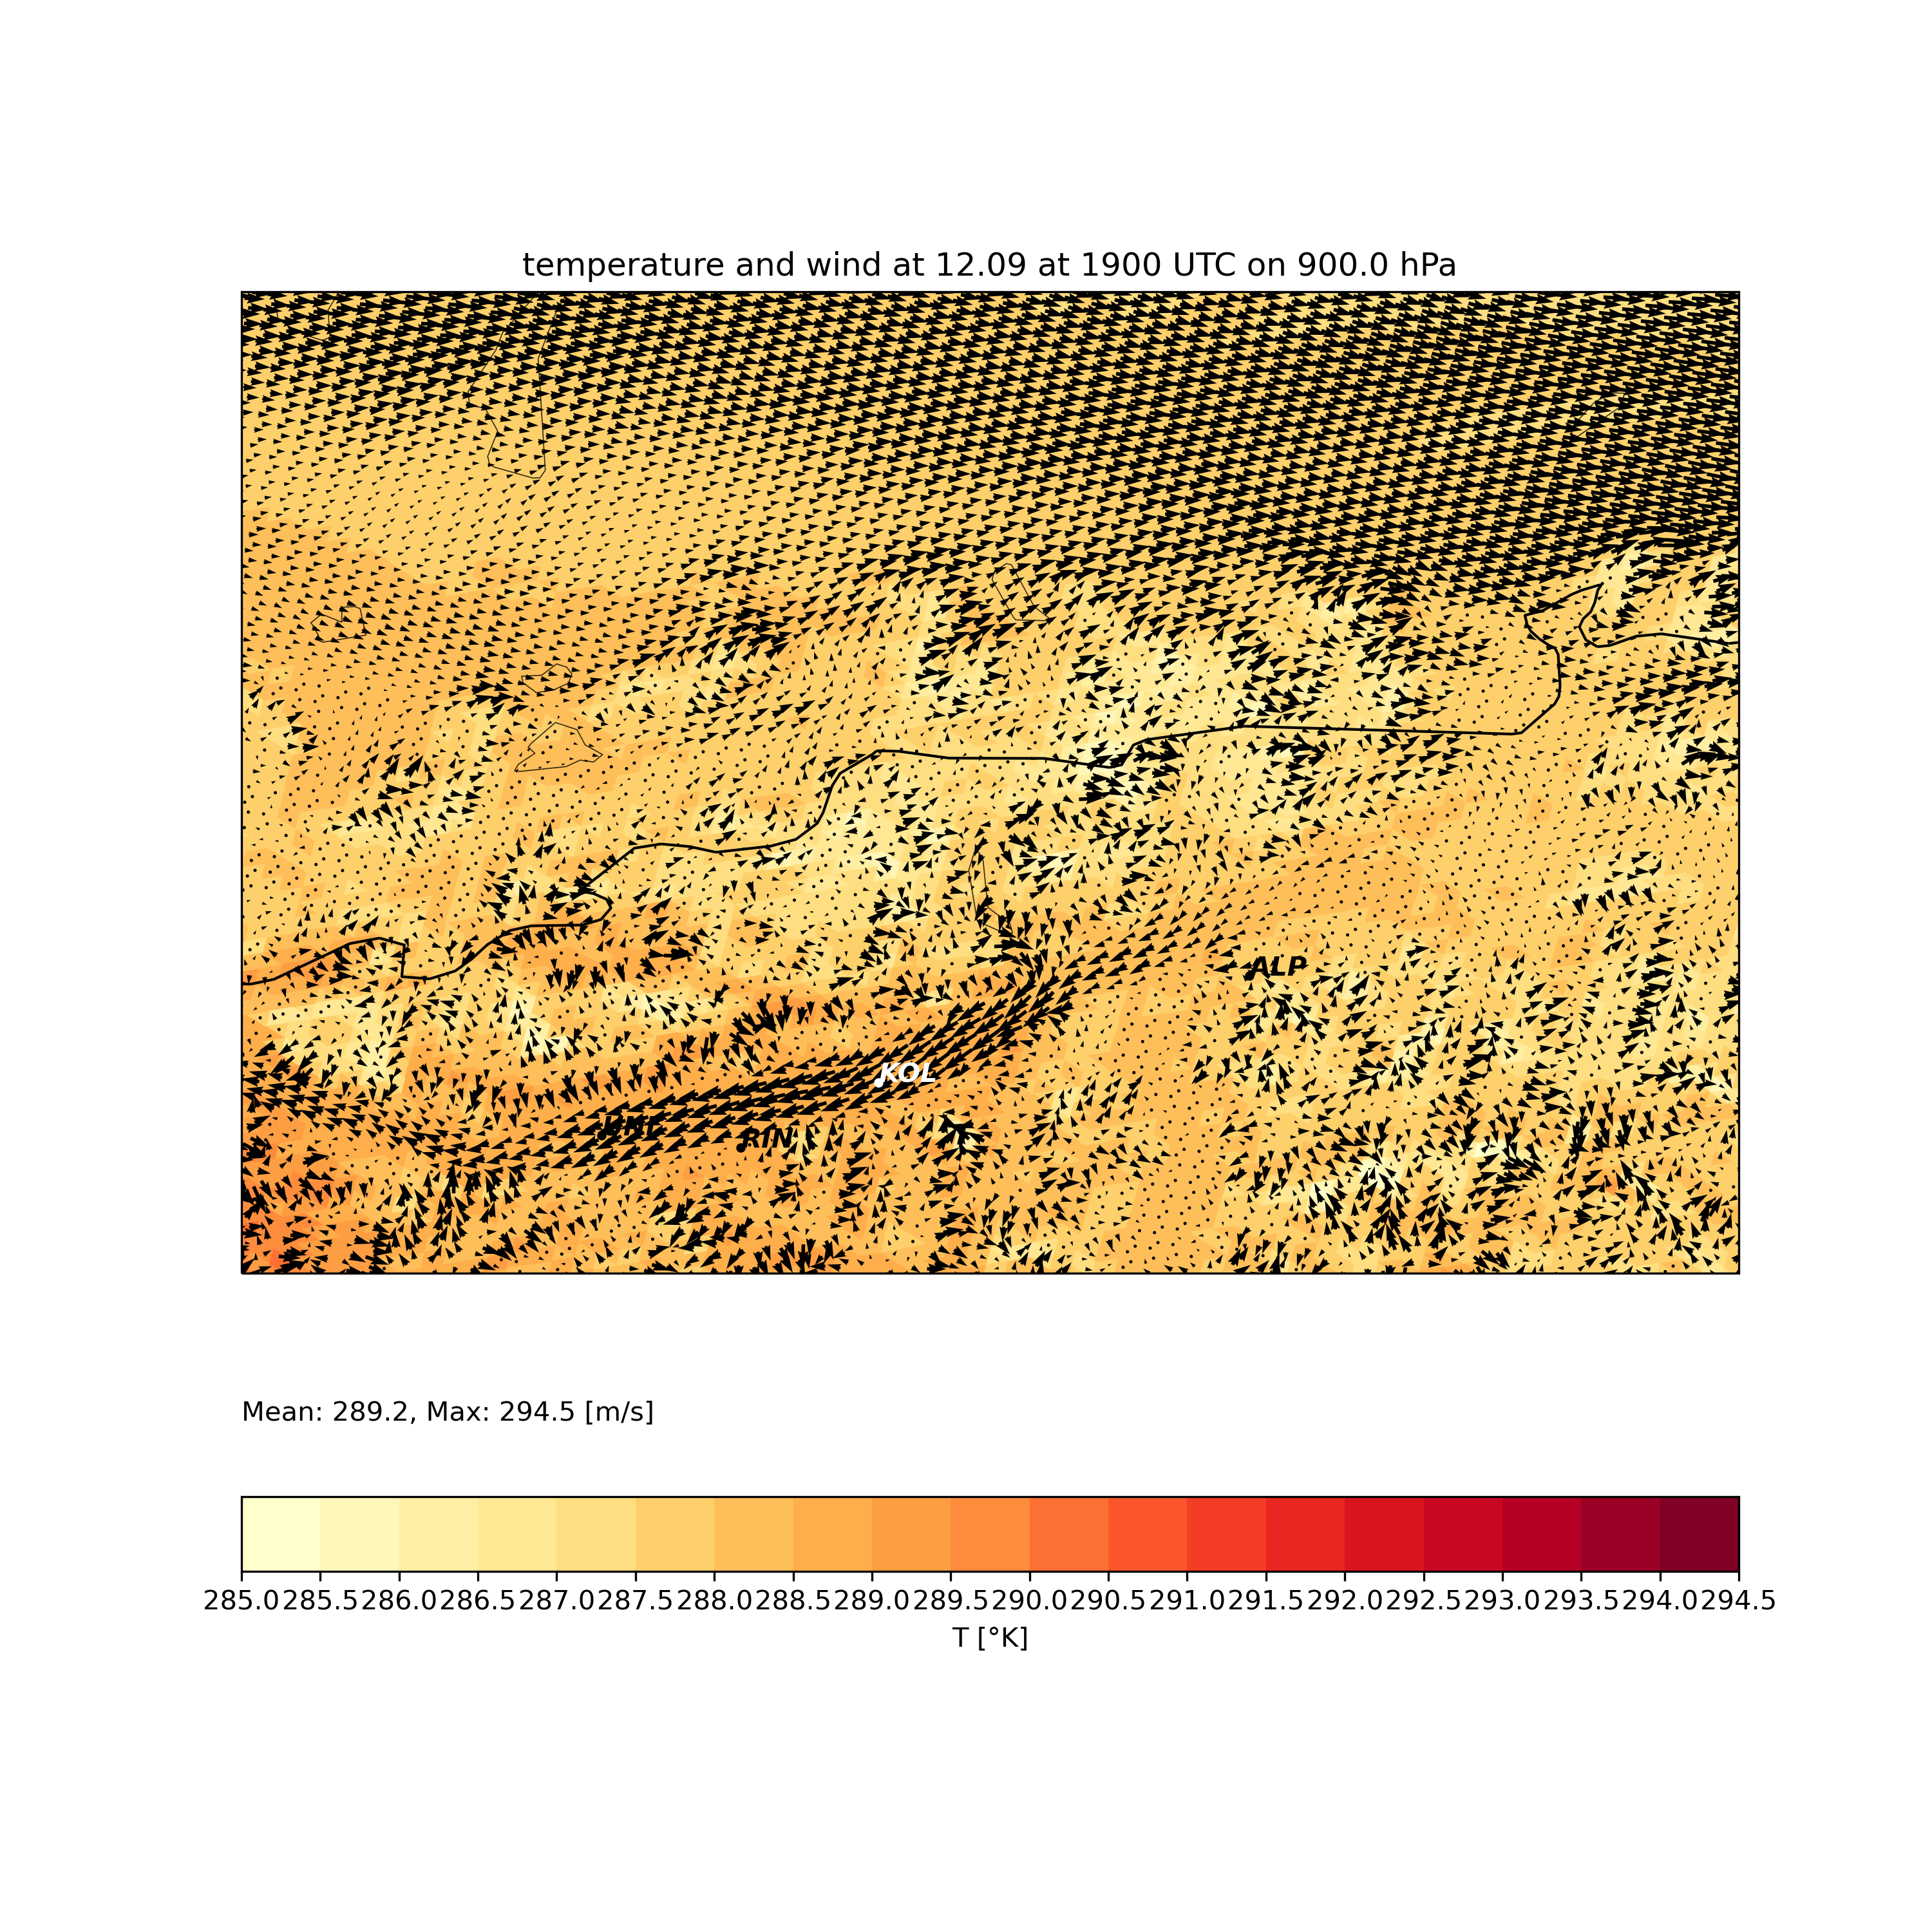 temperature and wind at 12.09 at 1900 UTC on 900.0 hPa
ALP
KOL
RIN
Mean: 289.2, Max: 294.5 [m/s]
285.0 285.5 286.0 286.5 287.0 287.5 288.0 288.5 289.0 289.5 290.0 290.5 291.0 291.5 292.0 292.5 293.0 293.5 294.0 294.5
T [°K]